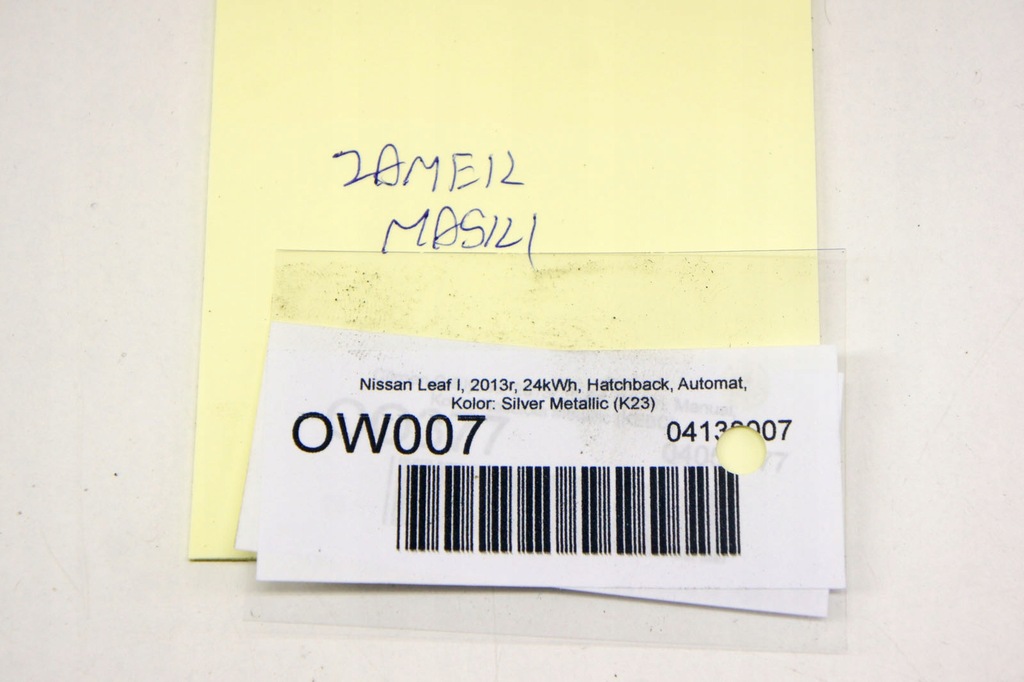 ZAMEK
MASKI
Nissan Leaf I, 2013r, 24kWh, Hatchback, Automat,
Kolor: Silver Metallic (K23)
OW007